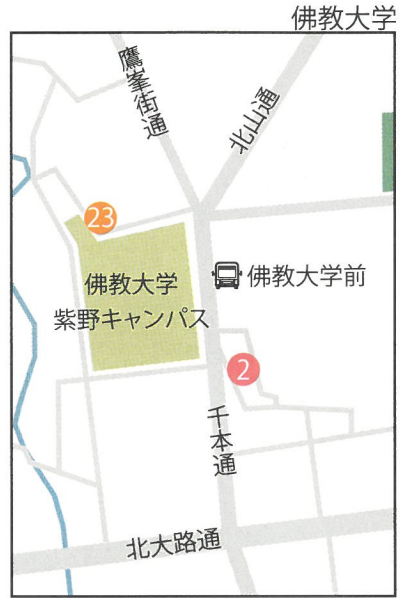 佛教大学
鷹峯街道
北山通
23
佛教大学
紫野キャンパス
佛教大学前
2
千本通
北大路通